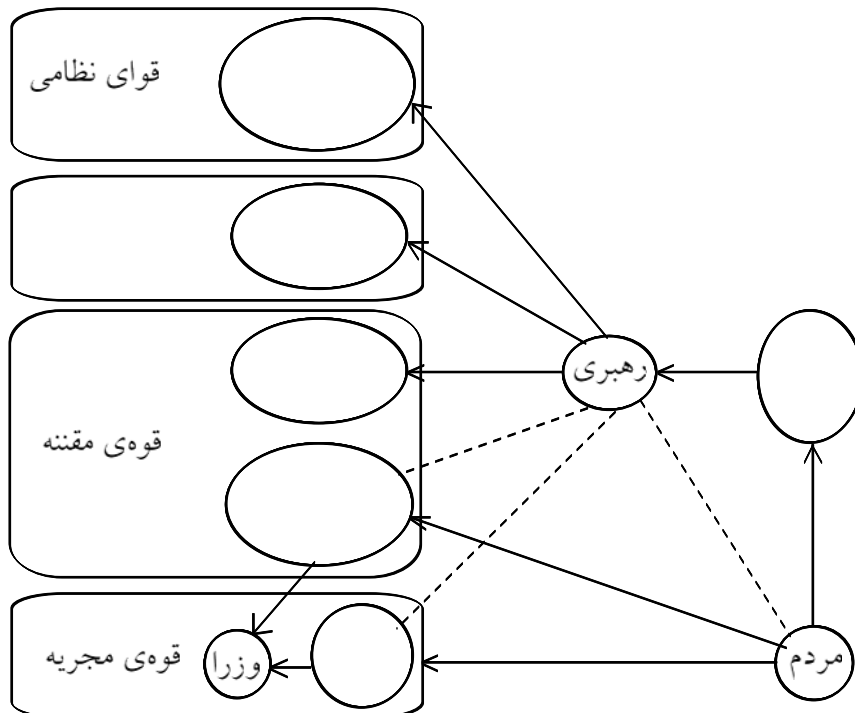 قوای نظامی
رهبری
قوه‌ی مقننه
قوه‌ی مجریه
وزرا
مردم